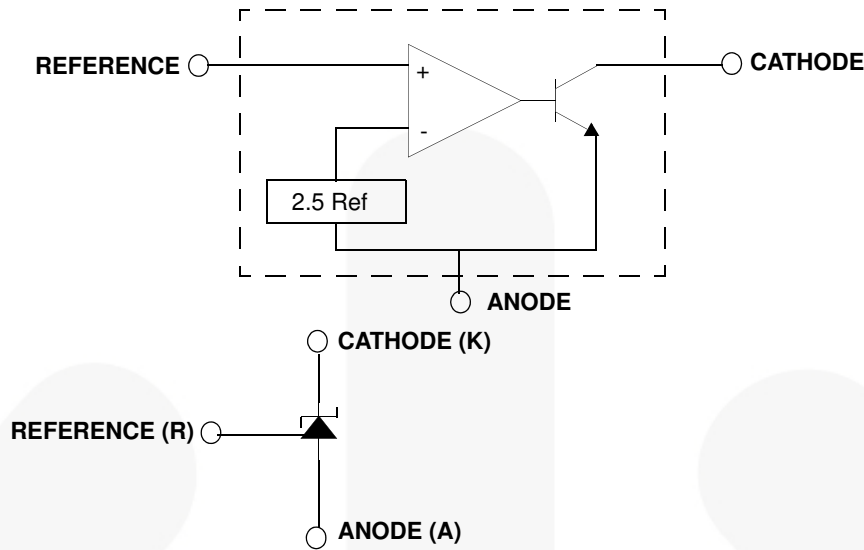 REFERENCE
CATHODE
+
-
2.5 Ref
ANODE
CATHODE (K)
REFERENCE (R)
ANODE (A)